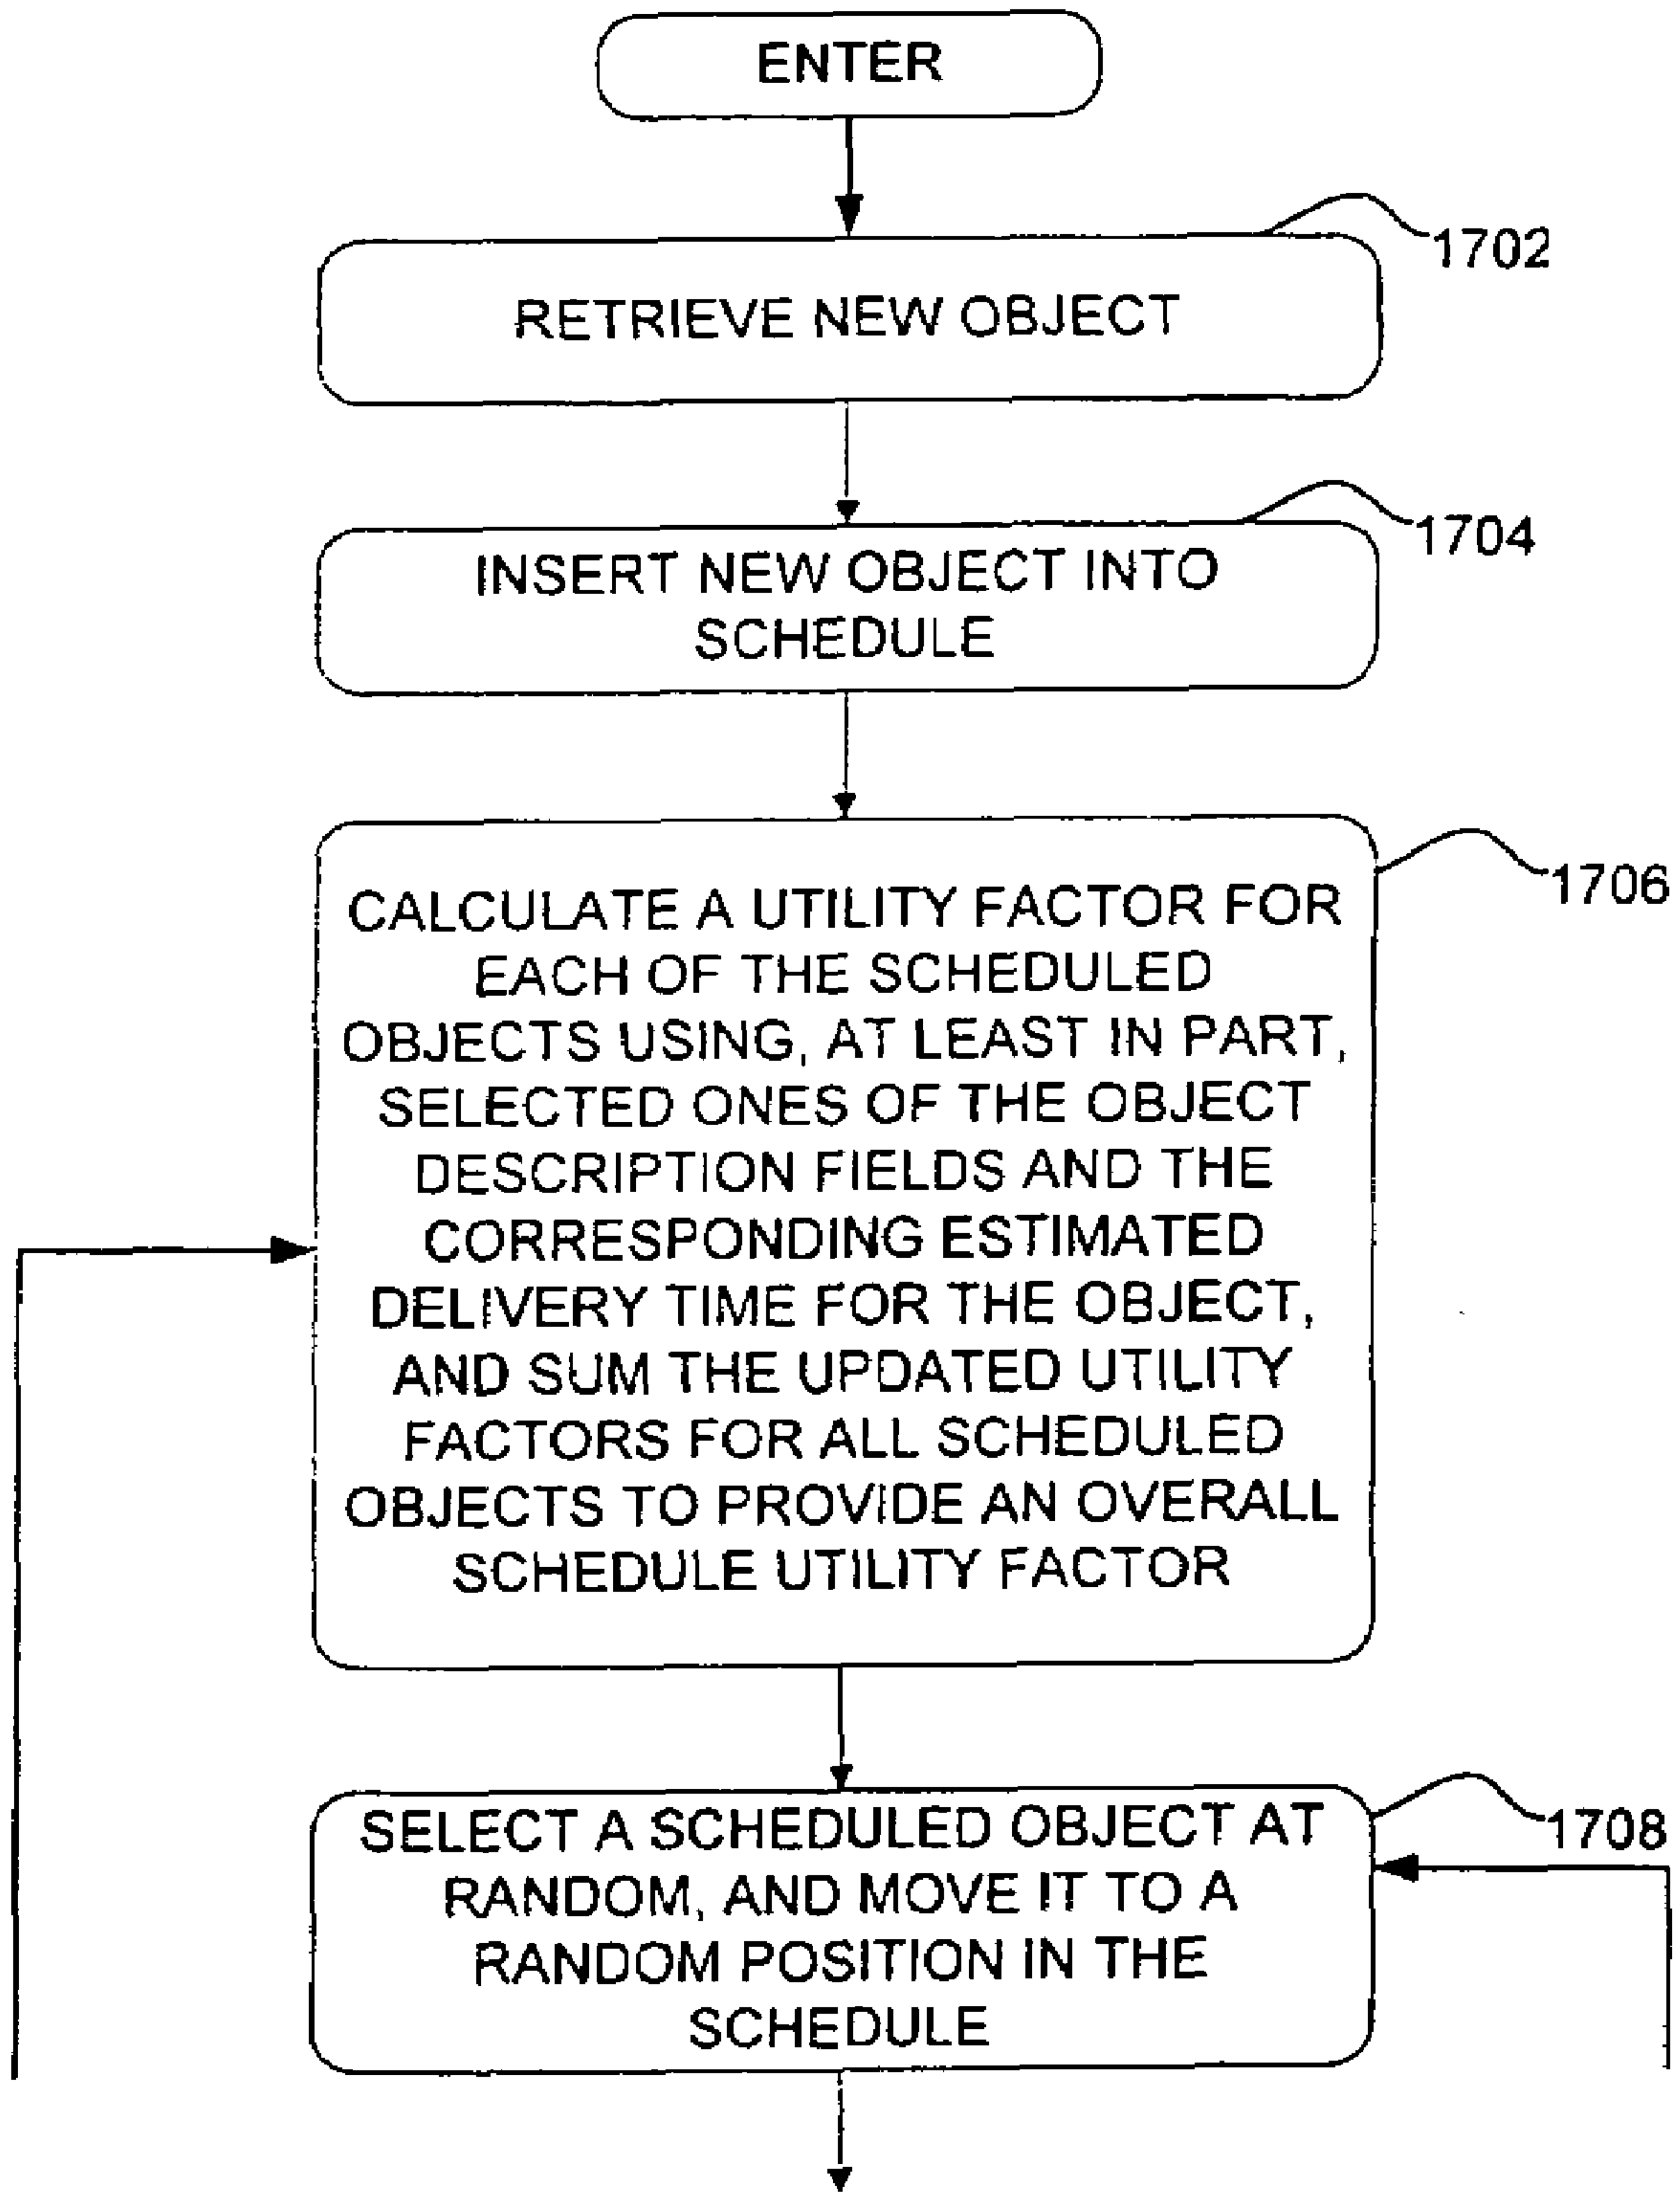 ENTER
1702
RETRIEVE NEW OBJECT
1704
INSERT NEW OBJECT INTO
SCHEDULE
1706
CALCULATE A UTILITY FACTOR FOR
EACH OF THE SCHEDULED
OBJECTS USING, AT LEAST IN PART,
SELECTED ONES OF THE OBJECT
DESCRIPTION FIELDS AND THE
CORRESPONDING ESTIMATED
DELIVERY TIME FOR THE OBJECT,
AND SUM THE UPDATED UTILITY
FACTORS FOR ALL SCHEDULED
OBJECTS TO PROVIDE AN OVERALL
SCHEDULE UTILITY FACTOR
1708
SELECT A SCHEDULED OBJECT AT
RANDOM, AND MOVE IT TO A
RANDOM POSITION IN THE
SCHEDULE